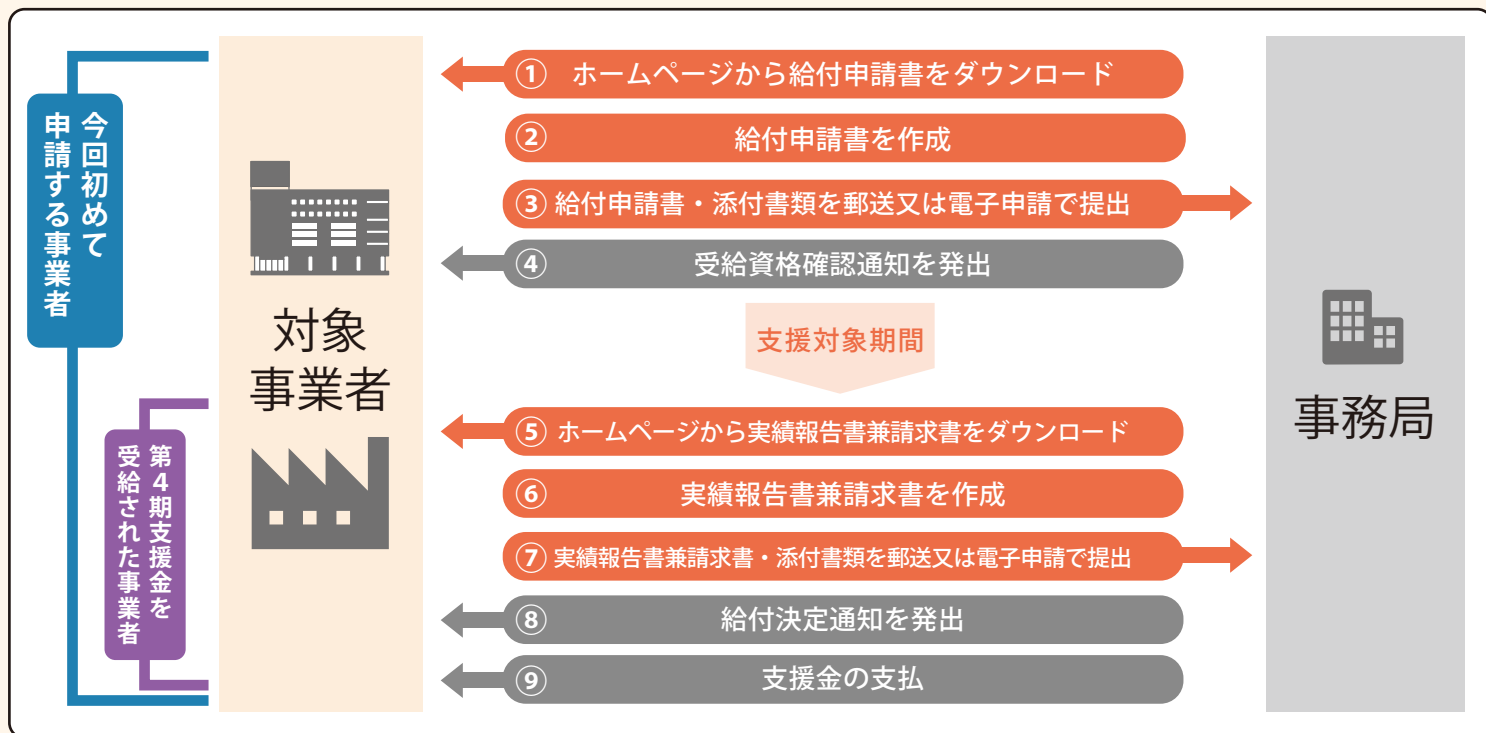 今回初めて
申請する事業者
第4期支援金を
受給された事業者
対象
事業者
① ホームページから給付申請書をダウンロード
② 給付申請書を作成
③ 給付申請書・添付書類を郵送又は電子申請で提出
④ 受給資格確認通知を発出
支援対象期間
⑤ ホームページから実績報告書兼請求書をダウンロード
⑥ 実績報告書兼請求書を作成
⑦ 実績報告書兼請求書・添付書類を郵送又は電子申請で提出
⑧ 給付決定通知を発出
⑨ 支援金の支払
事務局